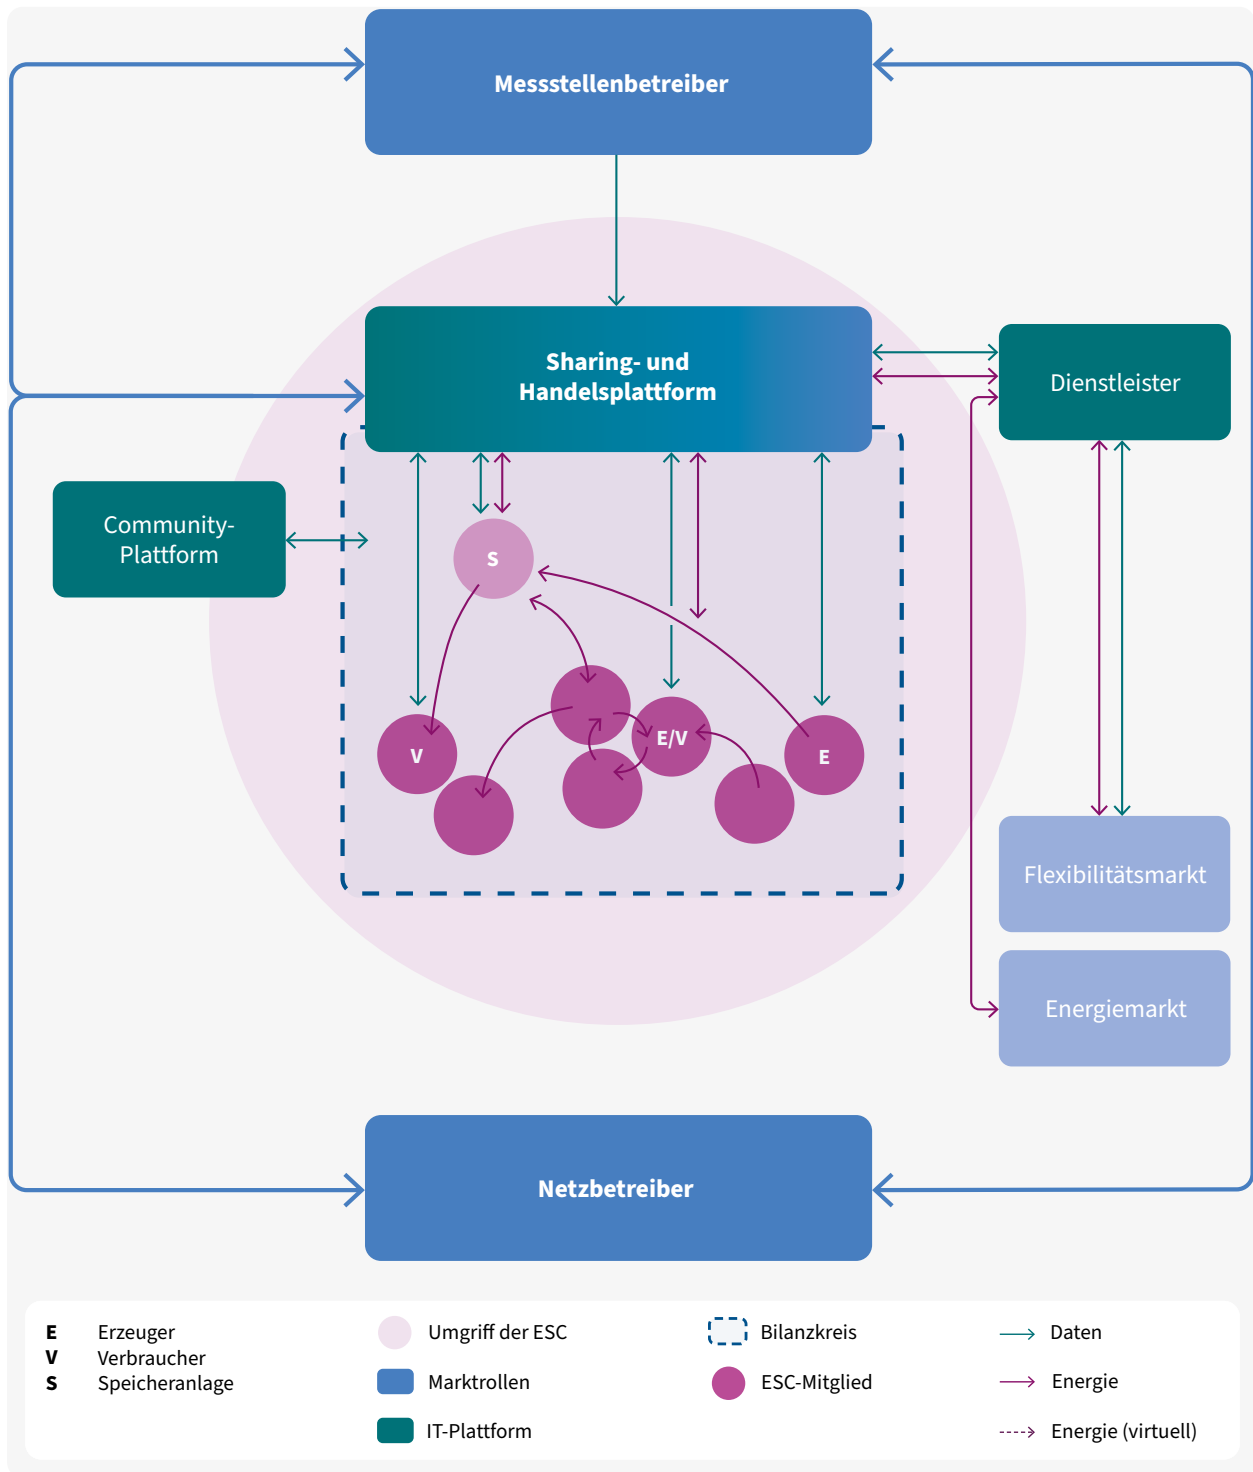 Messstellenbetreiber
Sharing- und
Handelsplattform
Dienstleister
Community-
Plattform
S
V
E/V
E
Flexibilitätsmarkt
Energiemarkt
Netzbetreiber
E Erzeuger
V Verbraucher
S Speicheranlage
Umgriff der ESC
Marktrollen
IT-Plattform
Bilanzkreis
ESC-Mitglied
Daten
Energie
Energie (virtuell)